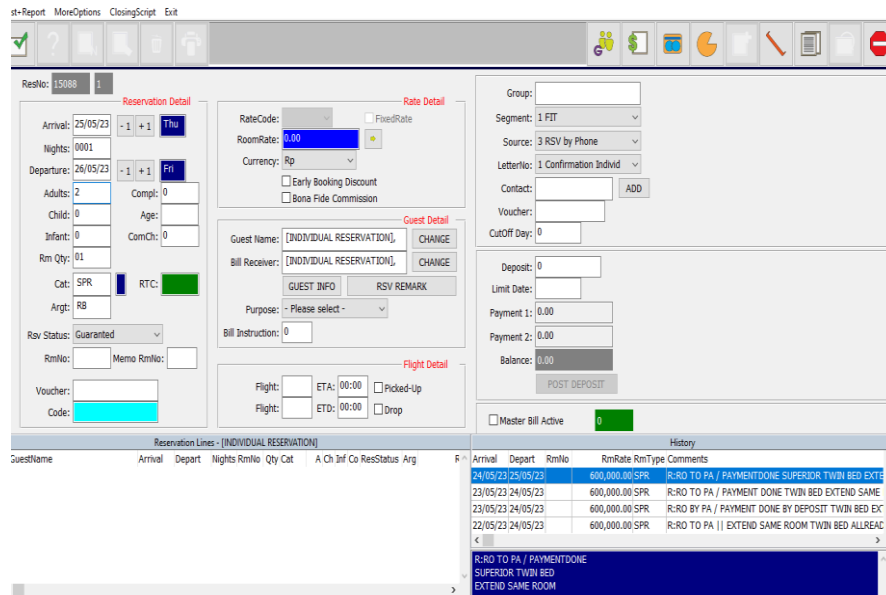 st+Report MoreOptions ClosingScript Exit
ResNo: 15088 1
Reservation Detail
Arrival: 25/05/23 - 1 + 1 Thu
Nights: 0001
Departure: 26/05/23 - 1 + 1 Fri
Adults: 2 Compl: 0
Child: 0 Age:
Infant: 0 ComCh: 0
Rm Qty: 01
Cat: SPR RTC:
Argt: RB
Rsv Status: Guaranted
RmNo: Memo RmNo:
Voucher:
Code:
Rate Detail
RateCode: FixedRate
RoomRate: 0.00
Currency: Rp
Early Booking Discount
Bona Fide Commission
Guest Detail
Guest Name: [INDIVIDUAL RESERVATION], CHANGE
Bill Receiver: [INDIVIDUAL RESERVATION], CHANGE
GUEST INFO RSV REMARK
Purpose: - Please select -
Bill Instruction: 0
Flight Detail
Flight: ETA: 00:00 Picked-Up
Flight: ETD: 00:00 Drop
Group:
Segment: 1 FIT
Source: 3 RSV by Phone
LetterNo: 1 Confirmation Individ
Contact: ADD
Voucher:
CutOff Day: 0
Deposit: 0
Limit Date:
Payment 1: 0.00
Payment 2: 0.00
Balance: 0.00
POST DEPOSIT
Master Bill Active 0
Reservation Lines - [INDIVIDUAL RESERVATION]
GuestName Arrival Depart Nights RmNo Qty Cat A Ch Inf Co ResStatus Arg R
History
Arrival Depart RmNo RmRate RmType Comments
24/05/23 25/05/23 600,000.00 SPR R:RO TO PA / PAYMENTDONE SUPERIOR TWIN BED EXTE
23/05/23 24/05/23 600,000.00 SPR R:RO TO PA / PAYMENT DONE TWIN BED EXTEND SAME
23/05/23 24/05/23 600,000.00 SPR R:RO BY PA / PAYMENT DONE BY DEPOSIT TWIN BED EXT
22/05/23 24/05/23 600,000.00 SPR R:RO TO PA || EXTEND SAME ROOM TWIN BED ALLREAD
R:RO TO PA / PAYMENTDONE
SUPERIOR TWIN BED
EXTEND SAME ROOM